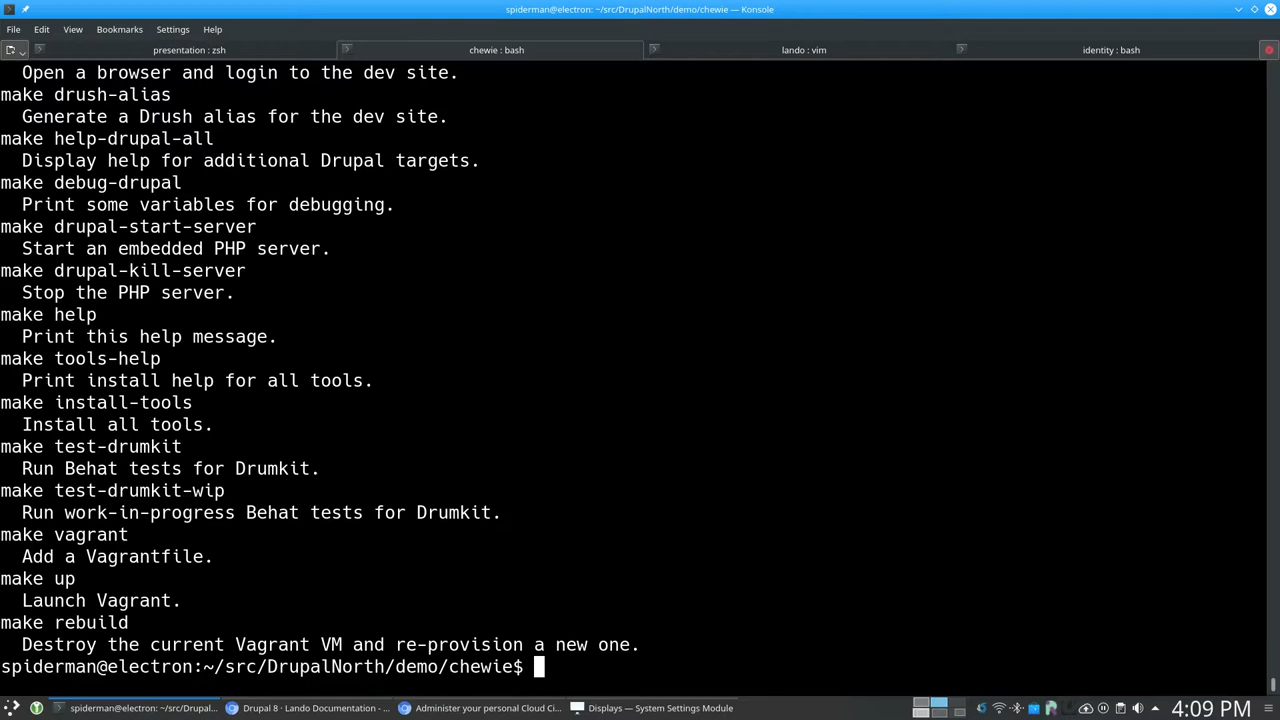 spiderman@electron: ~/src/DrupalNorth/demo/chewie — Konsole
File Edit View Bookmarks Settings Help
presentation : zsh chewie : bash lando : vim identity : bash
Open a browser and login to the dev site.
make drush-alias
Generate a Drush alias for the dev site.
make help-drupal-all
Display help for additional Drupal targets.
make debug-drupal
Print some variables for debugging.
make drupal-start-server
Start an embedded PHP server.
make drupal-kill-server
Stop the PHP server.
make help
Print this help message.
make tools-help
Print install help for all tools.
make install-tools
Install all tools.
make test-drumkit
Run Behat tests for Drumkit.
make test-drumkit-wip
Run work-in-progress Behat tests for Drumkit.
make vagrant
Add a Vagrantfile.
make up
Launch Vagrant.
make rebuild
Destroy the current Vagrant VM and re-provision a new one.
spiderman@electron:~/src/DrupalNorth/demo/chewie$
spiderman@electron: ~/src/Drupal... Drupal 8 · Lando Documentation - ... Administer your personal Cloud Ci... Displays — System Settings Module 4:09 PM